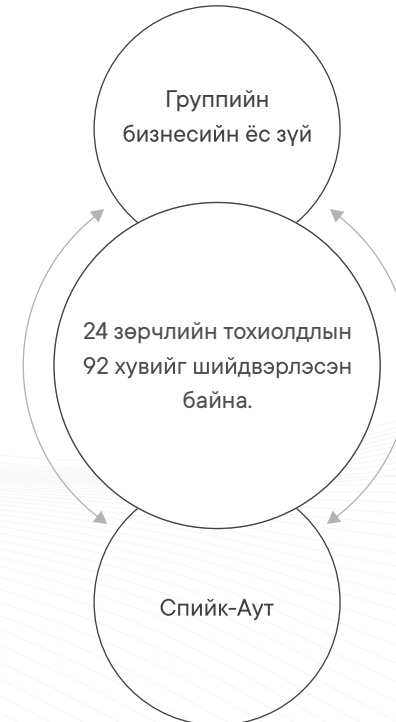 Группийн
бизнесийн ёс зүй
24 зөрчлийн тохиолдлын
92 хувийг шийдвэрлэсэн
байна.
Спийк-Аут